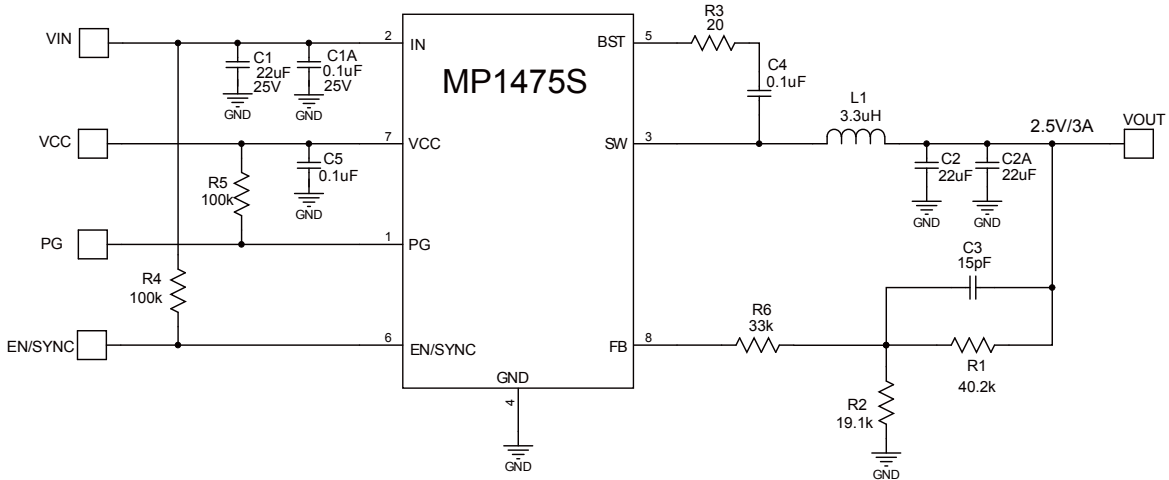 VIN
2
IN
C1
22uF
25V
GND
C1A
0.1uF
25V
GND
VCC
7
VCC
C5
0.1uF
GND
R5
100k
PG
1
PG
R4
100k
EN/SYNC
6
EN/SYNC
MP1475S
GND
4
GND
BST
5
R3
20
C4
0.1uF
SW
3
L1
3.3uH
2.5V/3A
VOUT
C2
22uF
GND
C2A
22uF
GND
C3
15pF
FB
8
R6
33k
R1
40.2k
R2
19.1k
GND